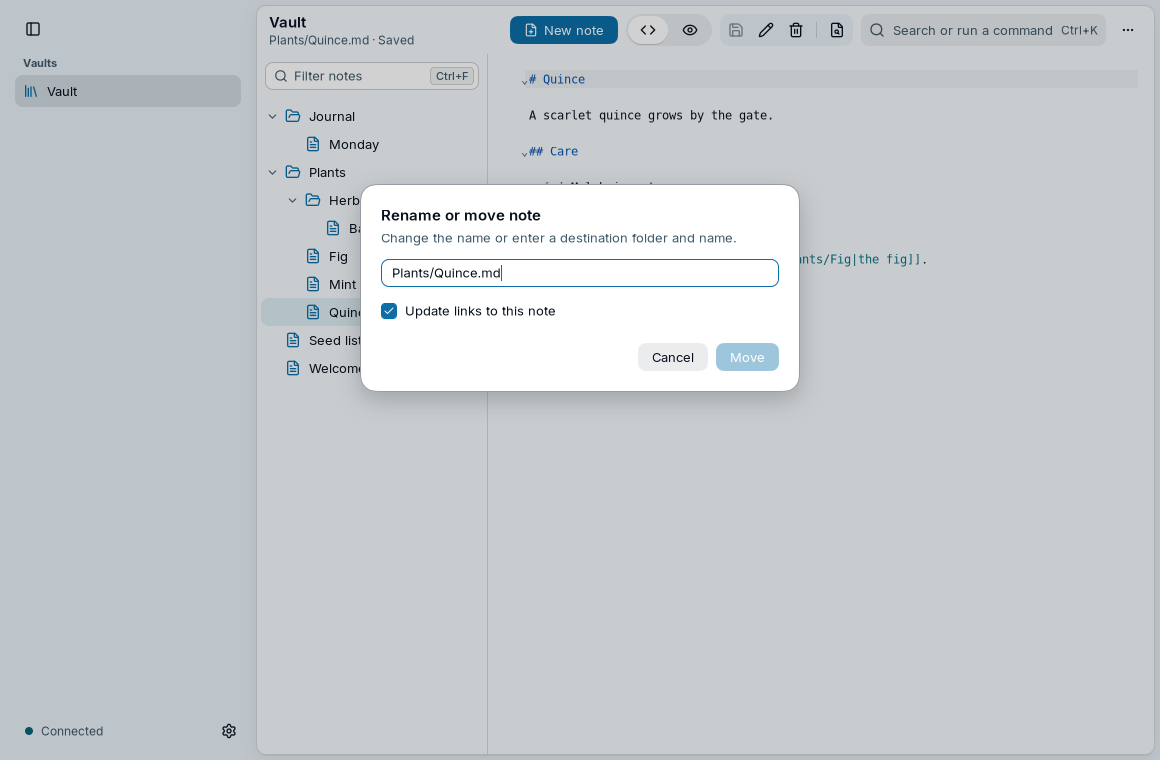 Vaults
Vault
Connected
Vault
Plants/Quince.md · Saved
New note
Search or run a command Ctrl+K
Filter notes Ctrl+F
Journal
Monday
Plants
Fig
Mint
Seed list
Welcome
# Quince
A scarlet quince grows by the gate.
## Care
/Fig|the fig]].
Rename or move note
Change the name or enter a destination folder and name.
Plants/Quince.md
Update links to this note
Cancel
Move